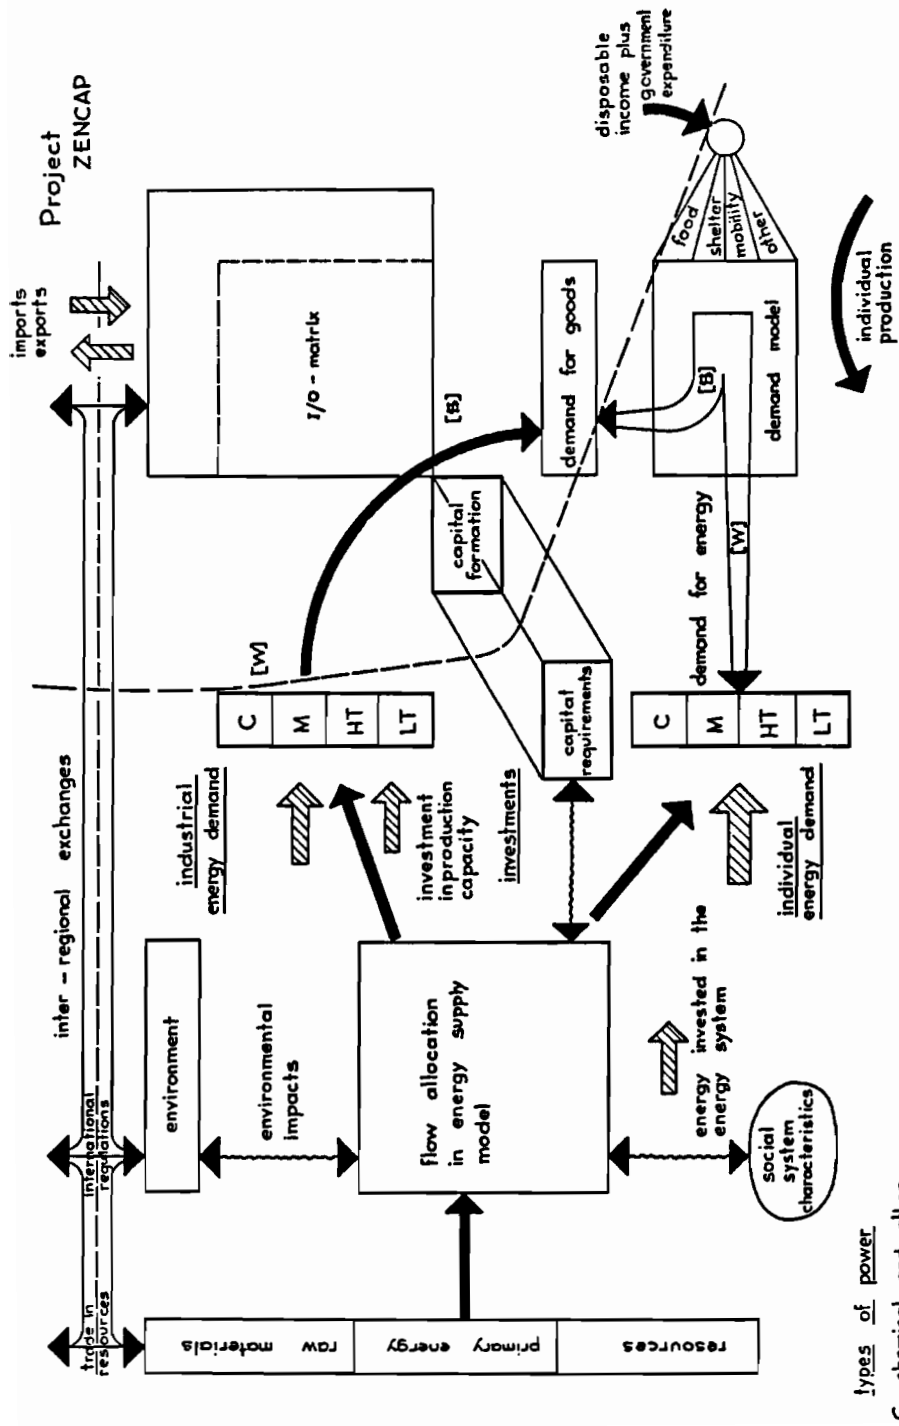 Project
ZENCAP
imports
exports
inter – regional exchanges
international
regulations
trade in
resources
I/O – matrix
[$]
[W]
C
M
HT
LT
industrial
energy demand
environment
environmental
impacts
raw materials
primary energy
resources
flow allocation
in energy supply
model
investment
inproduction
capacity
investments
capital
formation
capital
requirements
demand for goods
disposable
income plus
government
expenditure
food
shelter
mobility
other
[$]
demand model
individual
production
demand for energy
[W]
C
M
HT
LT
individual
energy demand
energy invested in the
energy system
social
system
characteristics
types of power